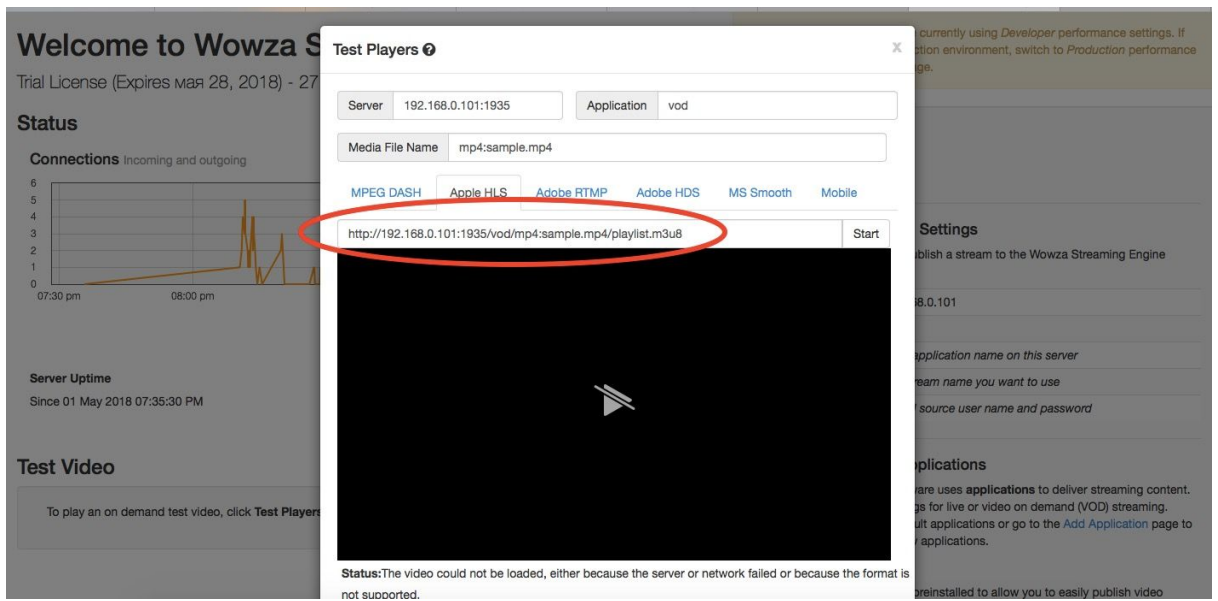 Welcome to Wowza S
Trial License (Expires мая 28, 2018) - 27
Status
Connections Incoming and outgoing
6
5
4
3
2
1
0
07:30 pm 08:00 pm
Server Uptime
Since 01 May 2018 07:35:30 PM
Test Video
To play an on demand test video, click Test Players
Test Players ?
x
Server 192.168.0.101:1935 Application vod
Media File Name mp4:sample.mp4
MPEG DASH Apple HLS Adobe RTMP Adobe HDS MS Smooth Mobile
http://192.168.0.101:1935/vod/mp4:sample.mp4/playlist.m3u8 Start
Status:The video could not be loaded, either because the server or network failed or because the format is
not supported.
currently using Developer performance settings. If
ction environment, switch to Production performance
ge.
Settings
ublish a stream to the Wowza Streaming Engine
68.0.101
application name on this server
ream name you want to use
source user name and password
pplications
are uses applications to deliver streaming content.
gs for live or video on demand (VOD) streaming.
ult applications or go to the Add Application page to
applications.
preinstalled to allow you to easily publish video